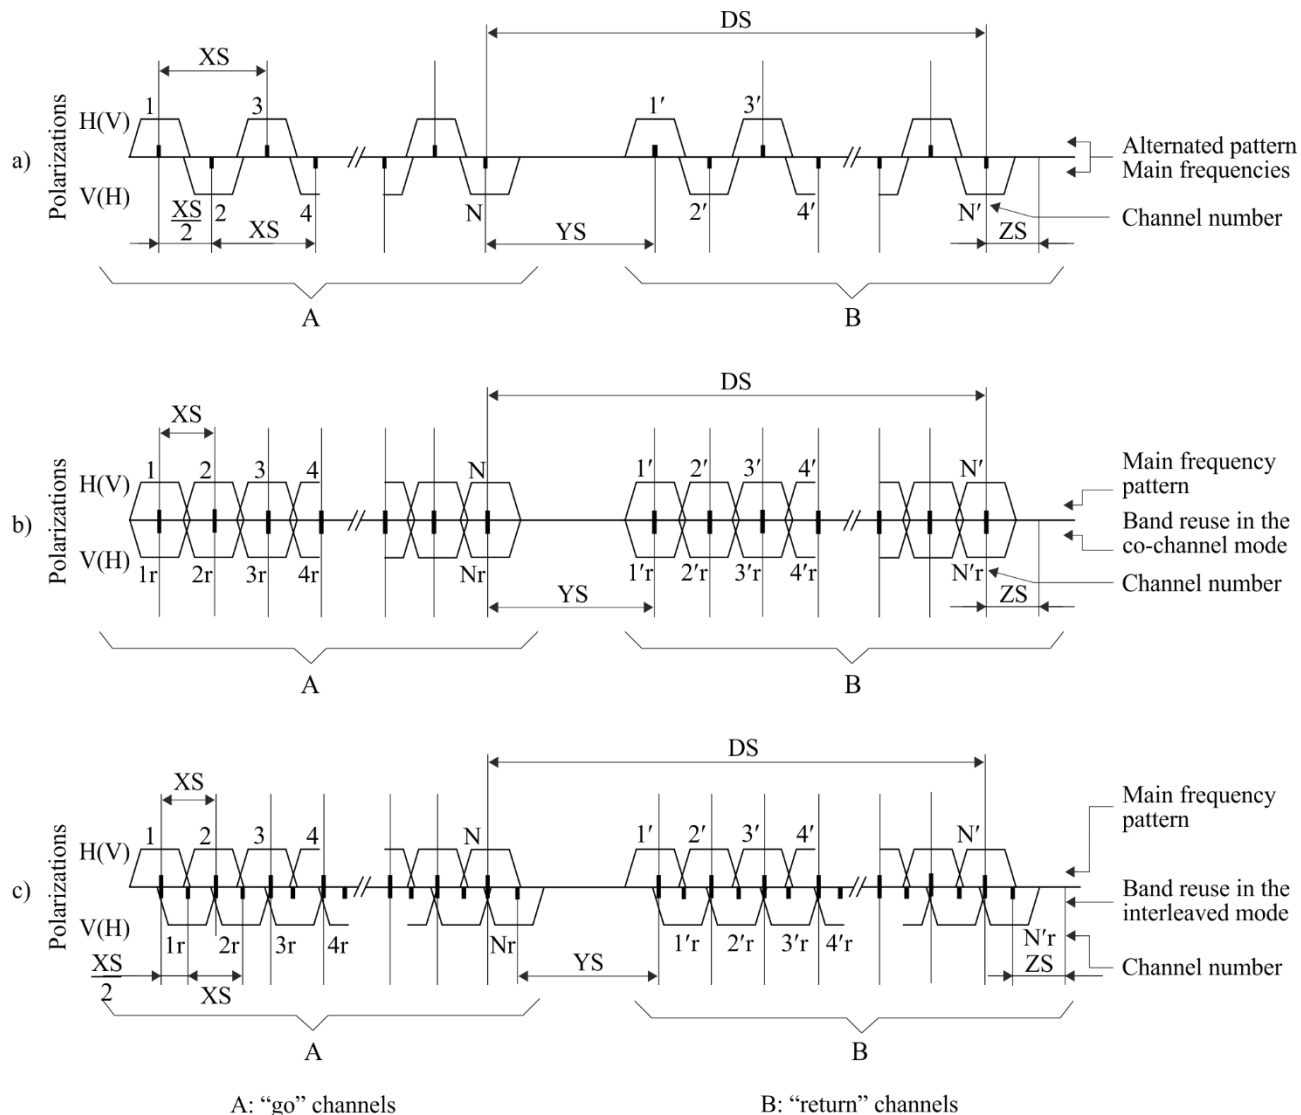 DS
XS
1
3
1′
3′
H(V)
Polarizations
a)
Alternated pattern
Main frequencies
V(H)
XS
2
2
XS
4
N
YS
2′
4′
N′
Channel number
ZS
A
B
DS
XS
1
2
3
4
N
1′
2′
3′
4′
N′
Main frequency
pattern
H(V)
Polarizations
b)
Band reuse in the
co-channel mode
V(H)
1r
2r
3r
4r
Nr
1′r
2′r
3′r
4′r
N′r
Channel number
YS
ZS
A
B
DS
XS
1
2
3
4
N
1′
2′
3′
4′
N′
Main frequency
pattern
H(V)
Polarizations
c)
Band reuse in the
interleaved mode
V(H)
1r
2r
3r
4r
Nr
1′r
2′r
3′r
4′r
N′r
Channel number
XS
2
XS
YS
ZS
A
B
A: “go” channels
B: “return” channels